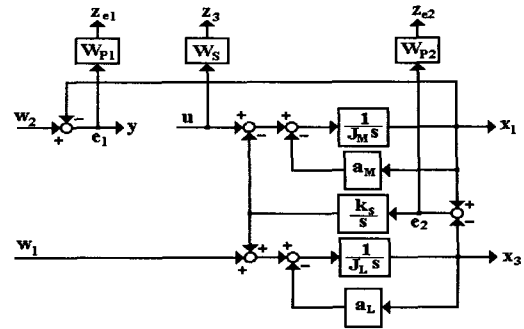 z_e1 z_3 z_e2
W_P1 W_S W_P2
w_2 - + e_1 y u + - + - 1/(J_M s) x_1
a_M
k_s/s e_2 + -
w_1 + + + - 1/(J_L s) x_3
a_L